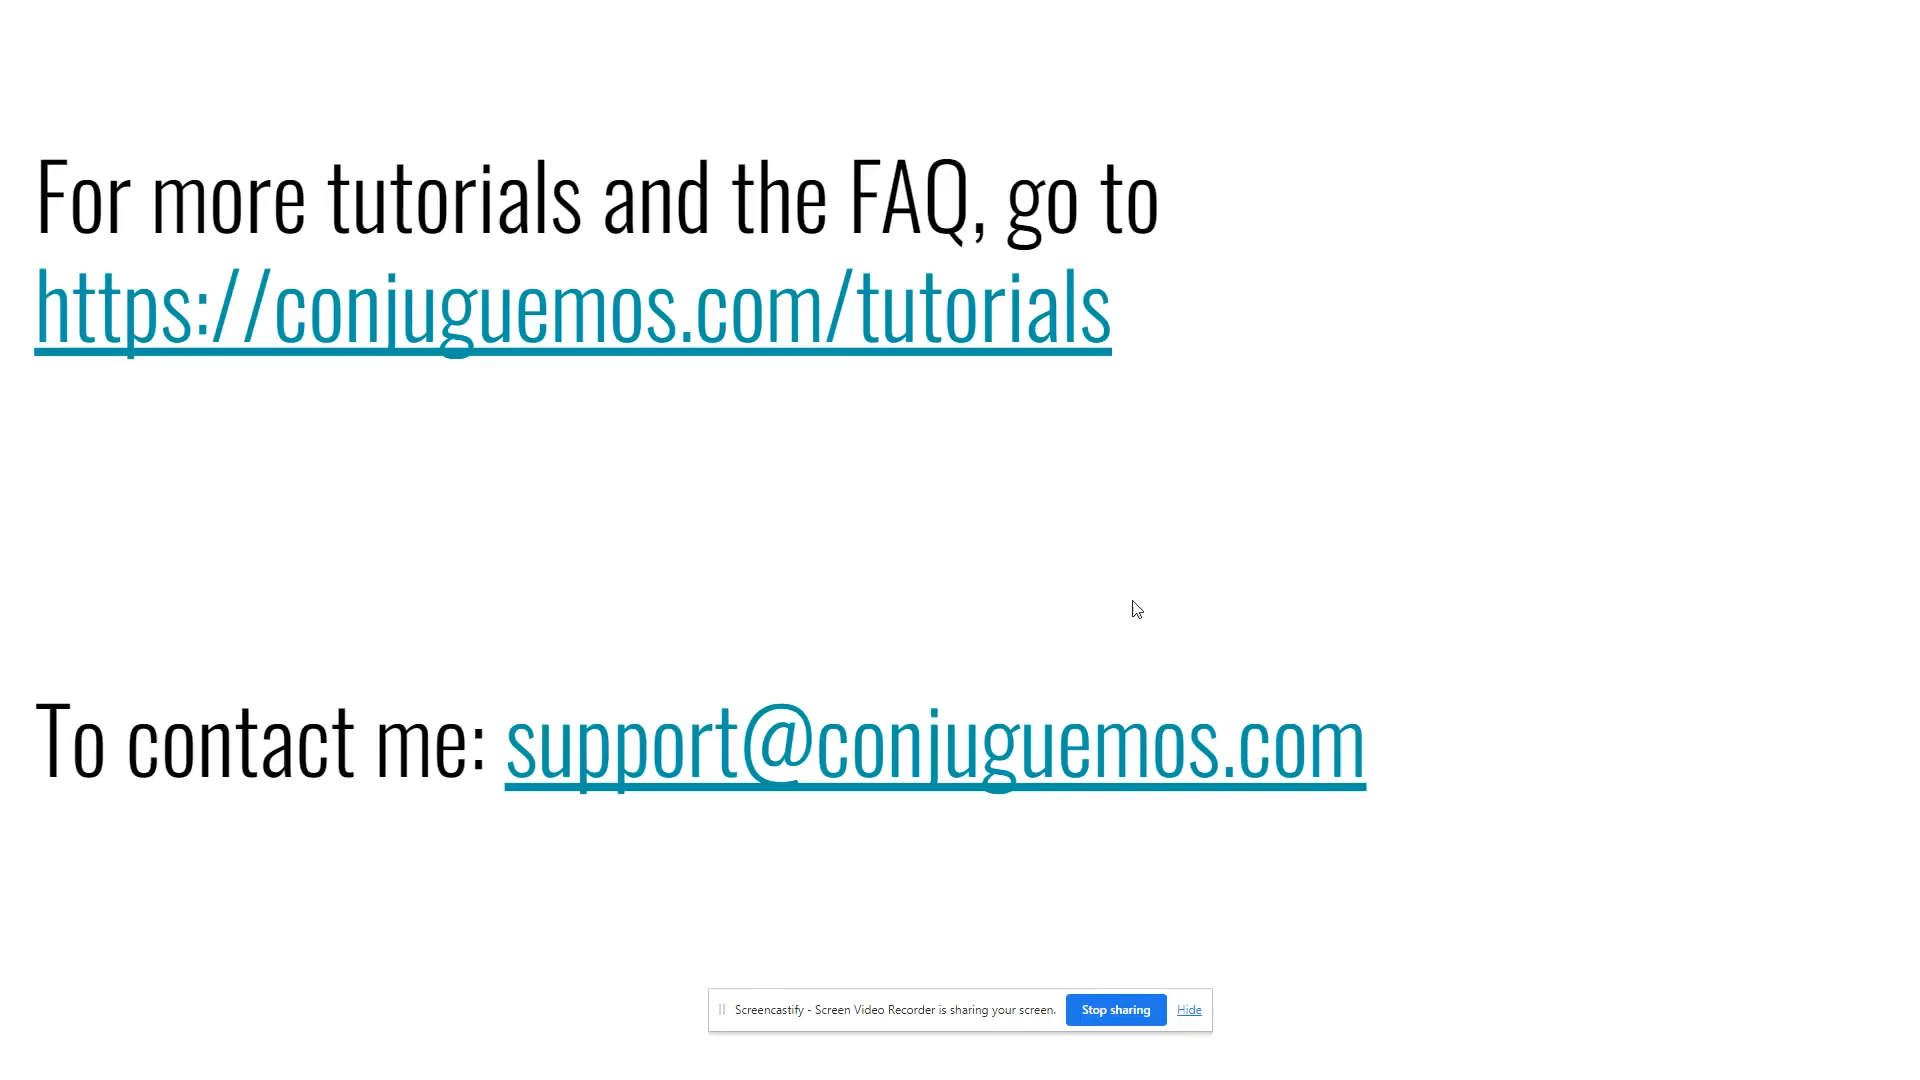 For more tutorials and the FAQ, go to
https://conjuguemos.com/tutorials
To contact me: support@conjuguemos.com
Screencastify - Screen Video Recorder is sharing your screen. Stop sharing Hide